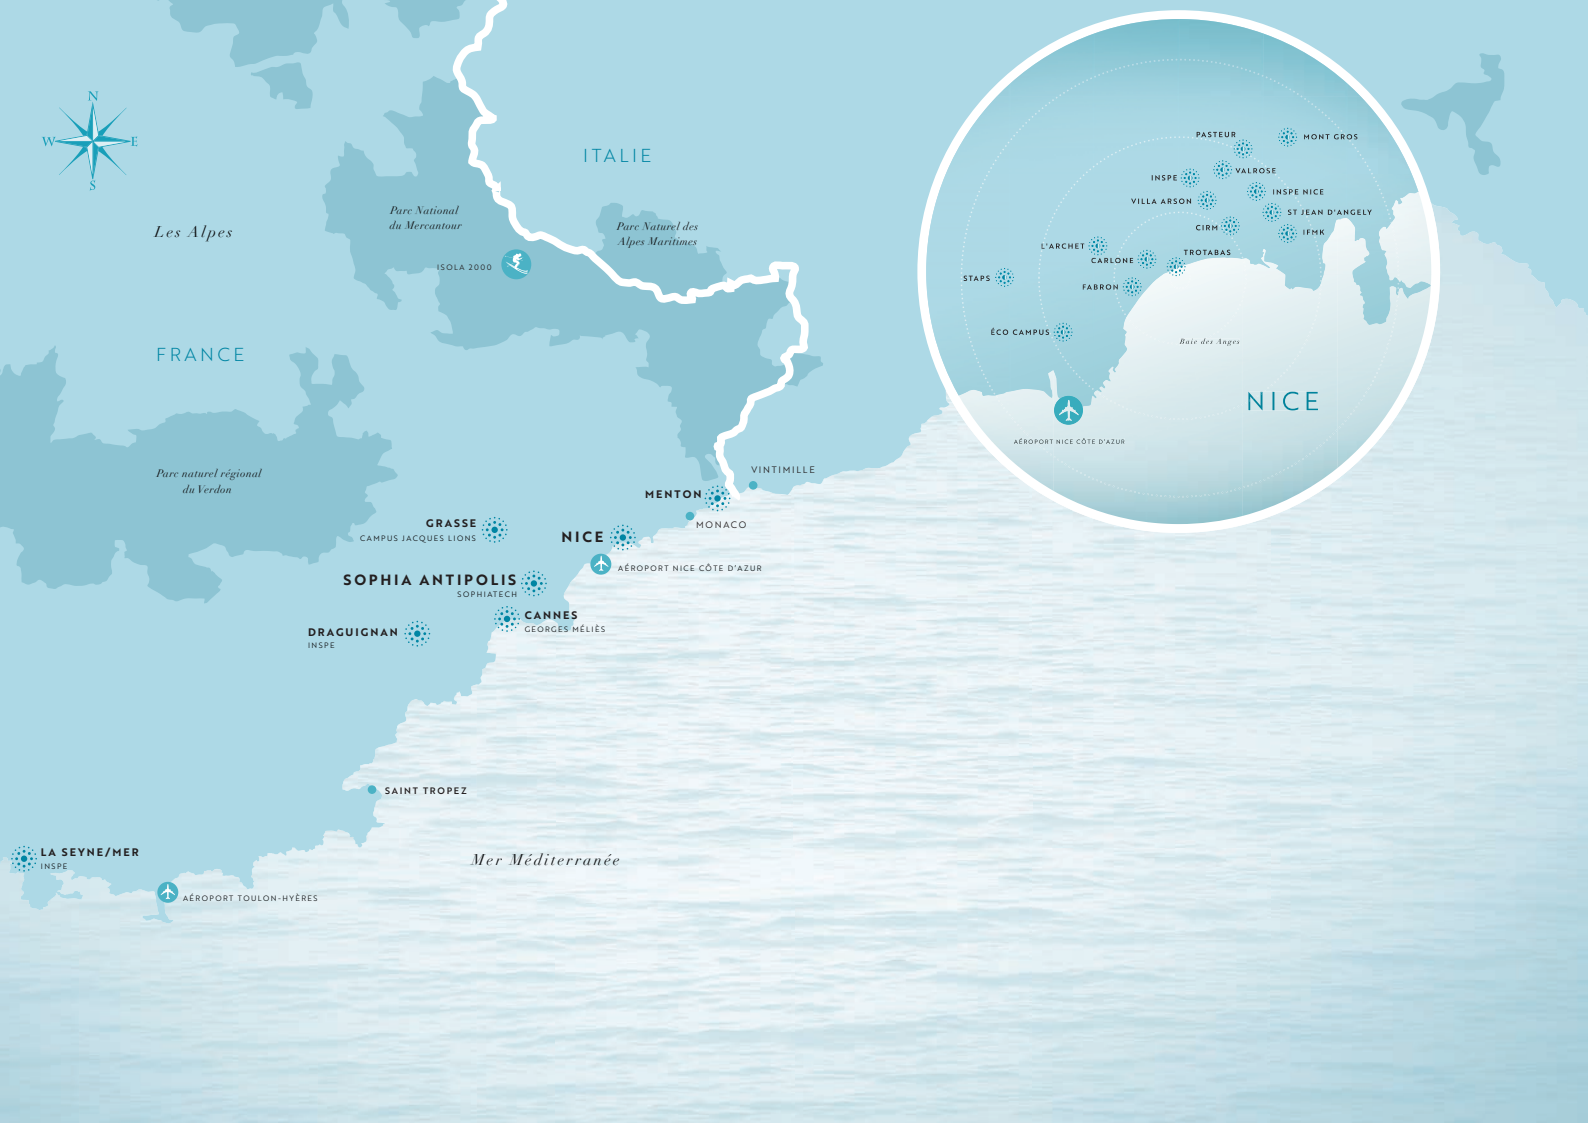 N
W
E
S
Les Alpes
FRANCE
ITALIE
Parc National
du Mercantour
ISOLA 2000
Parc Naturel des
Alpes Maritimes
Parc naturel régional
du Verdon
VINTIMILLE
MENTON
MONACO
GRASSE
CAMPUS JACQUES LIONS
NICE
AÉROPORT NICE CÔTE D'AZUR
SOPHIA ANTIPOLIS
SOPHIATECH
CANNES
GEORGES MÉLIÈS
DRAGUIGNAN
INSPE
SAINT TROPEZ
LA SEYNE/MER
INSPE
AÉROPORT TOULON-HYÈRES
Mer Méditerranée
PASTEUR
MONT GROS
VALROSE
INSPE
INSPE NICE
VILLA ARSON
ST JEAN D'ANGELY
CIRM
IFMK
L'ARCHET
TROTABAS
CARLONE
STAPS
FABRON
ÉCO CAMPUS
Baie des Anges
NICE
AÉROPORT NICE CÔTE D'AZUR